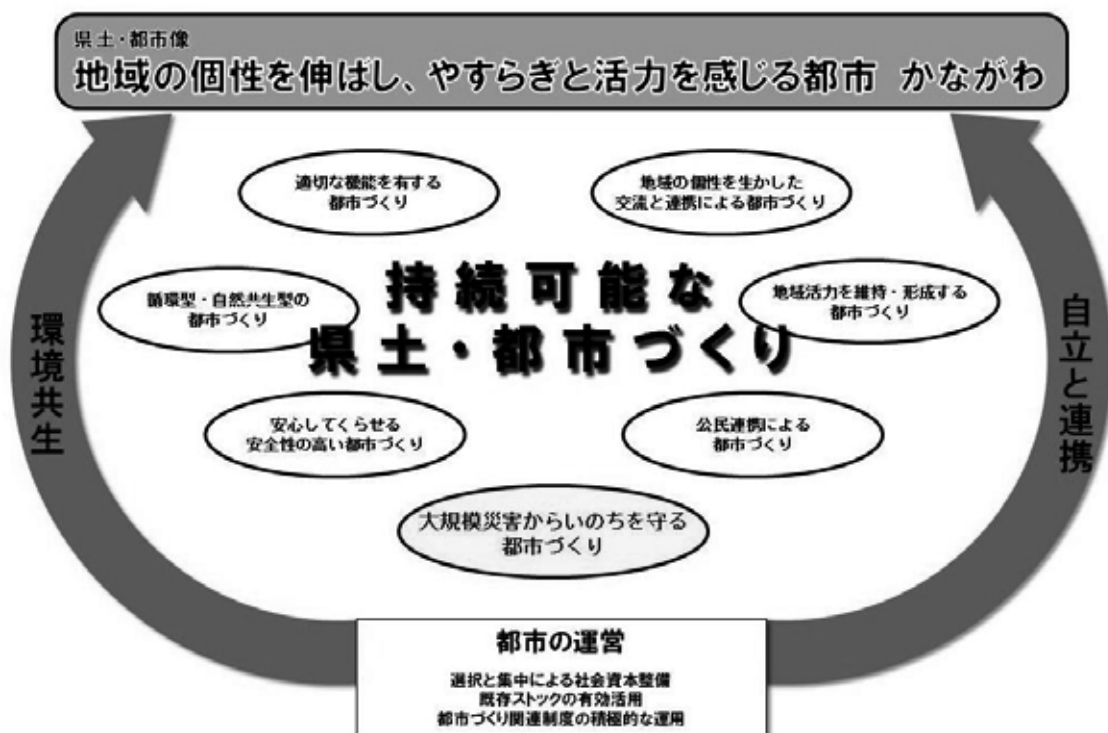 県土・都市像
地域の個性を伸ばし、やすらぎと活力を感じる都市 かながわ
適切な機能を有する
都市づくり
地域の個性を生かした
交流と連携による都市づくり
持続可能な
県土・都市づくり
循環型・自然共生型の
都市づくり
地域活力を維持・形成する
都市づくり
環境共生
自立と連携
安心してくらせる
安全性の高い都市づくり
公民連携による
都市づくり
大規模災害からいのちを守る
都市づくり
都市の運営
選択と集中による社会資本整備
既存ストックの有効活用
都市づくり関連制度の積極的な運用